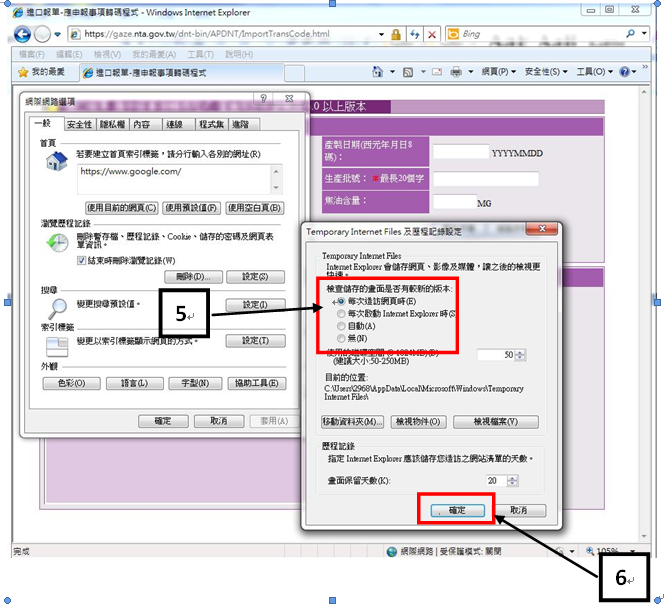 進口報單-應申報事項轉碼程式 - Windows Internet Explorer
https://gaze.nta.gov.tw/dnt-bin/APDNT/ImportTransCode.html
Bing
檔案(F) 編輯(E) 檢視(V) 我的最愛(A) 工具(T) 說明(H)
我的最愛
進口報單-應申報事項轉碼程式
網頁(P) 安全性(S) 工具(O)
.0 以上版本
產製日期(西元年月日8碼)：
YYYYMMDD
生產批號： ＊最長20個字
焦油含量：
MG
網際網路選項
一般 安全性 隱私權 內容 連線 程式集 進階
首頁
若要建立首頁索引標籤，請分行輸入各別的網址(R)
https://www.google.com/
使用目前的網頁(C) 使用預設值(F) 使用空白頁(B)
瀏覽歷程記錄
刪除暫存檔、歷程記錄、Cookie、儲存的密碼及網頁表
單資訊。
結束時刪除瀏覽記錄(W)
刪除(D)... 設定(S)
搜尋
變更搜尋預設值。
設定(I)
索引標籤
變更以索引標籤顯示網頁的方式。
設定(T)
外觀
色彩(O) 語言(L) 字型(N) 協助工具(E)
確定 取消 套用(A)
Temporary Internet Files 及歷程記錄設定
Temporary Internet Files
Internet Explorer 會儲存網頁、影像及媒體，讓之後的檢視更
快速。
檢查儲存的畫面是否有較新的版本:
每次造訪網頁時(E)
每次啟動 Internet Explorer 時(S
自動(A)
無(N)
使用的磁碟空間 (8-1024MB)(D)
(建議大小:50-250MB)
50
目前的位置:
C:\Users\2968\AppData\Local\Microsoft\Windows\Temporary
Internet Files\
移動資料夾(M)... 檢視物件(O) 檢視檔案(V)
歷程記錄
指定 Internet Explorer 應該儲存您造訪之網站清單的天數。
畫面保留天數(K):
20
確定 取消
5
6
完成
網際網路 | 受保護模式: 關閉
105%